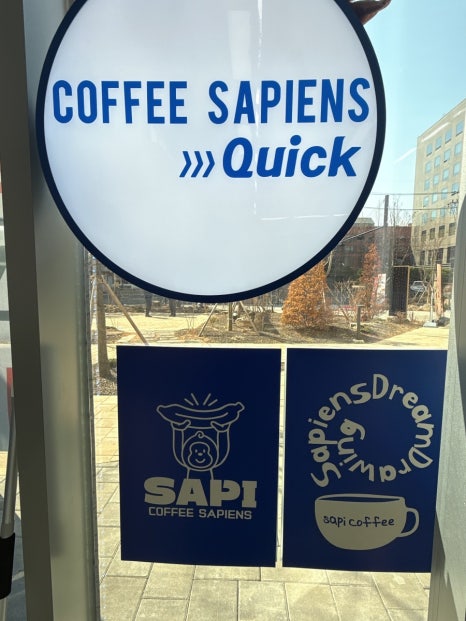 COFFEE SAPIENS
»› Quick
SAPI
COFFEE SAPIENS
SapiensDreamDrawing
sapi coffee